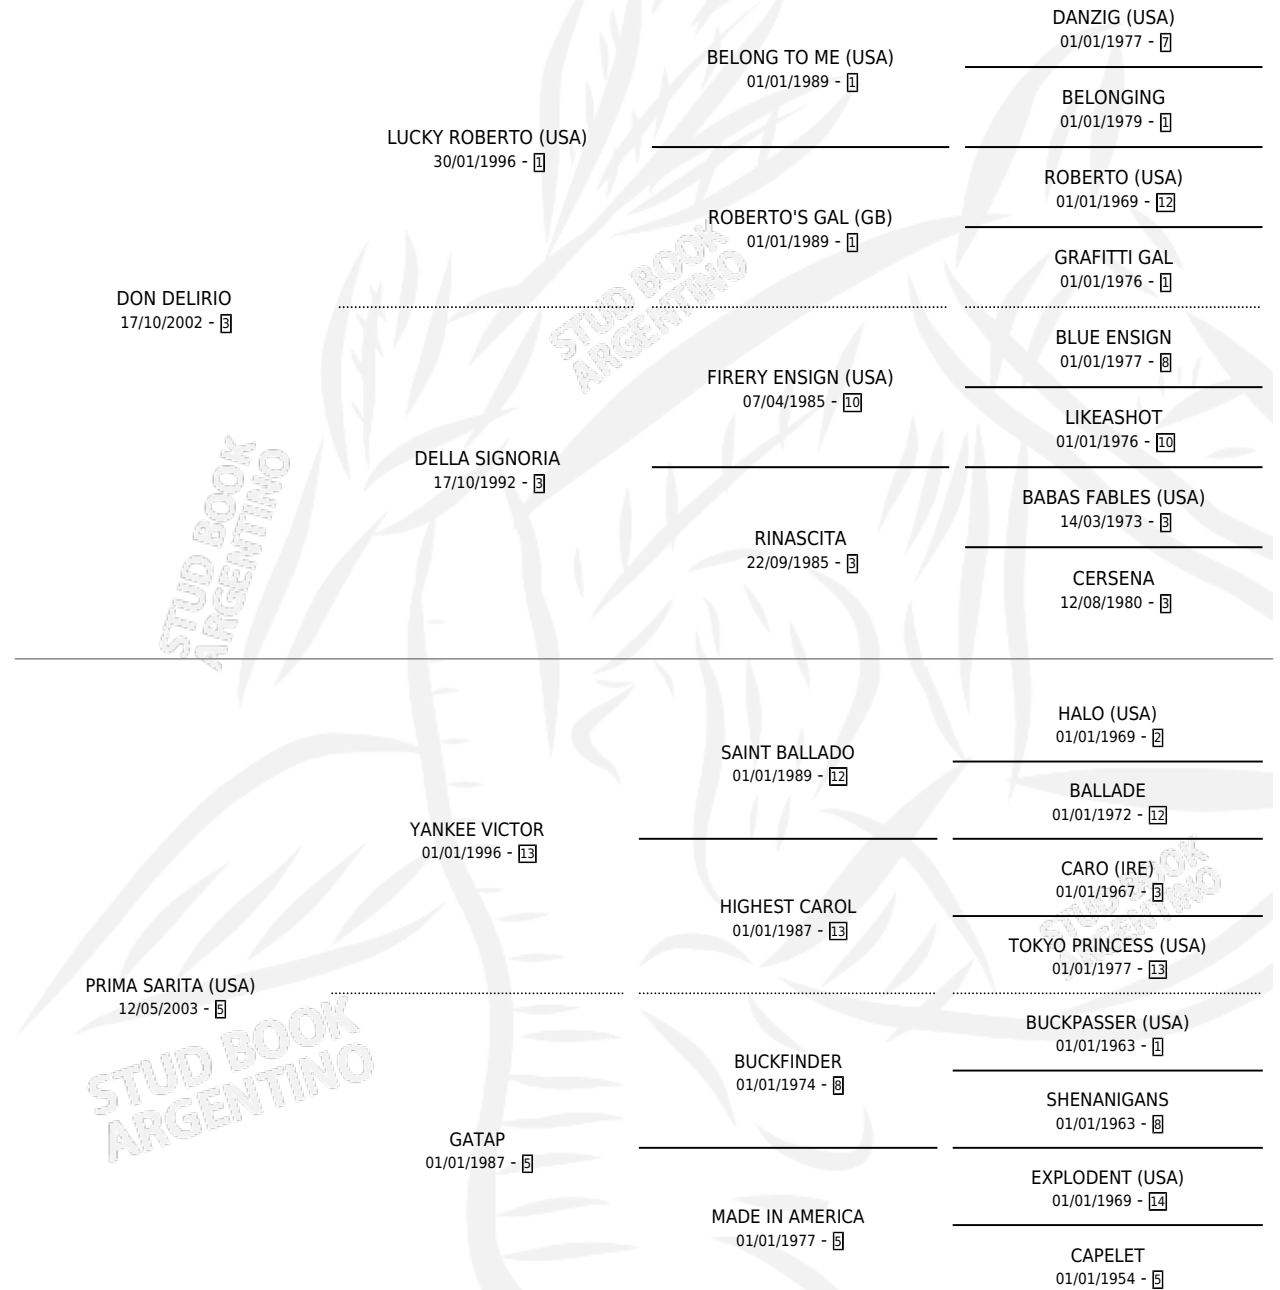 DANZIG (USA)
01/01/1977 - 7
BELONG TO ME (USA)
01/01/1989 - 1
BELONGING
01/01/1979 - 1
LUCKY ROBERTO (USA)
30/01/1996 - 1
ROBERTO (USA)
01/01/1969 - 12
ROBERTO'S GAL (GB)
01/01/1989 - 1
GRAFITTI GAL
01/01/1976 - 1
DON DELIRIO
17/10/2002 - 3
STUD BOOK
ARGENTINO
BLUE ENSIGN
01/01/1977 - 8
FIRERY ENSIGN (USA)
07/04/1985 - 10
LIKEASHOT
01/01/1976 - 10
DELLA SIGNORIA
17/10/1992 - 3
BABAS FABLES (USA)
14/03/1973 - 3
RINASCITA
22/09/1985 - 3
CERSENA
12/08/1980 - 3
STUD BOOK
ARGENTINO
HALO (USA)
01/01/1969 - 2
SAINT BALLADO
01/01/1989 - 12
BALLADE
01/01/1972 - 12
YANKEE VICTOR
01/01/1996 - 13
CARO (IRE)
01/01/1967 - 3
HIGHEST CAROL
01/01/1987 - 13
STUD BOOK
ARGENTINO
TOKYO PRINCESS (USA)
01/01/1977 - 13
PRIMA SARITA (USA)
12/05/2003 - 5
STUD BOOK
ARGENTINO
BUCKPASSER (USA)
01/01/1963 - 1
BUCKFINDER
01/01/1974 - 8
SHENANIGANS
01/01/1963 - 8
GATAP
01/01/1987 - 5
EXPLODENT (USA)
01/01/1969 - 14
MADE IN AMERICA
01/01/1977 - 5
CAPELET
01/01/1954 - 5